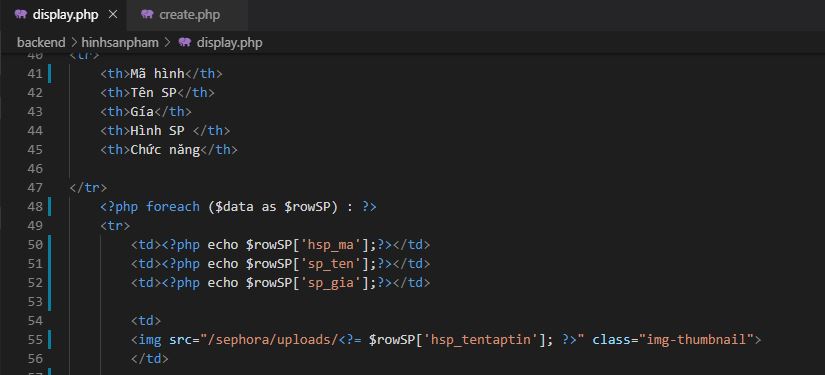 display.php × create.php
backend > hinhsanpham > display.php
40 <tr>
41 <th>Mã hình</th>
42 <th>Tên SP</th>
43 <th>Gía</th>
44 <th>Hình SP </th>
45 <th>Chức năng</th>
46
47 </tr>
48 <?php foreach ($data as $rowSP) : ?>
49 <tr>
50 <td><?php echo $rowSP['hsp_ma'];?></td>
51 <td><?php echo $rowSP['sp_ten'];?></td>
52 <td><?php echo $rowSP['sp_gia'];?></td>
53
54 <td>
55 <img src="/sephora/uploads/<?= $rowSP['hsp_tentaptin']; ?>" class="img-thumbnail">
56 </td>
57